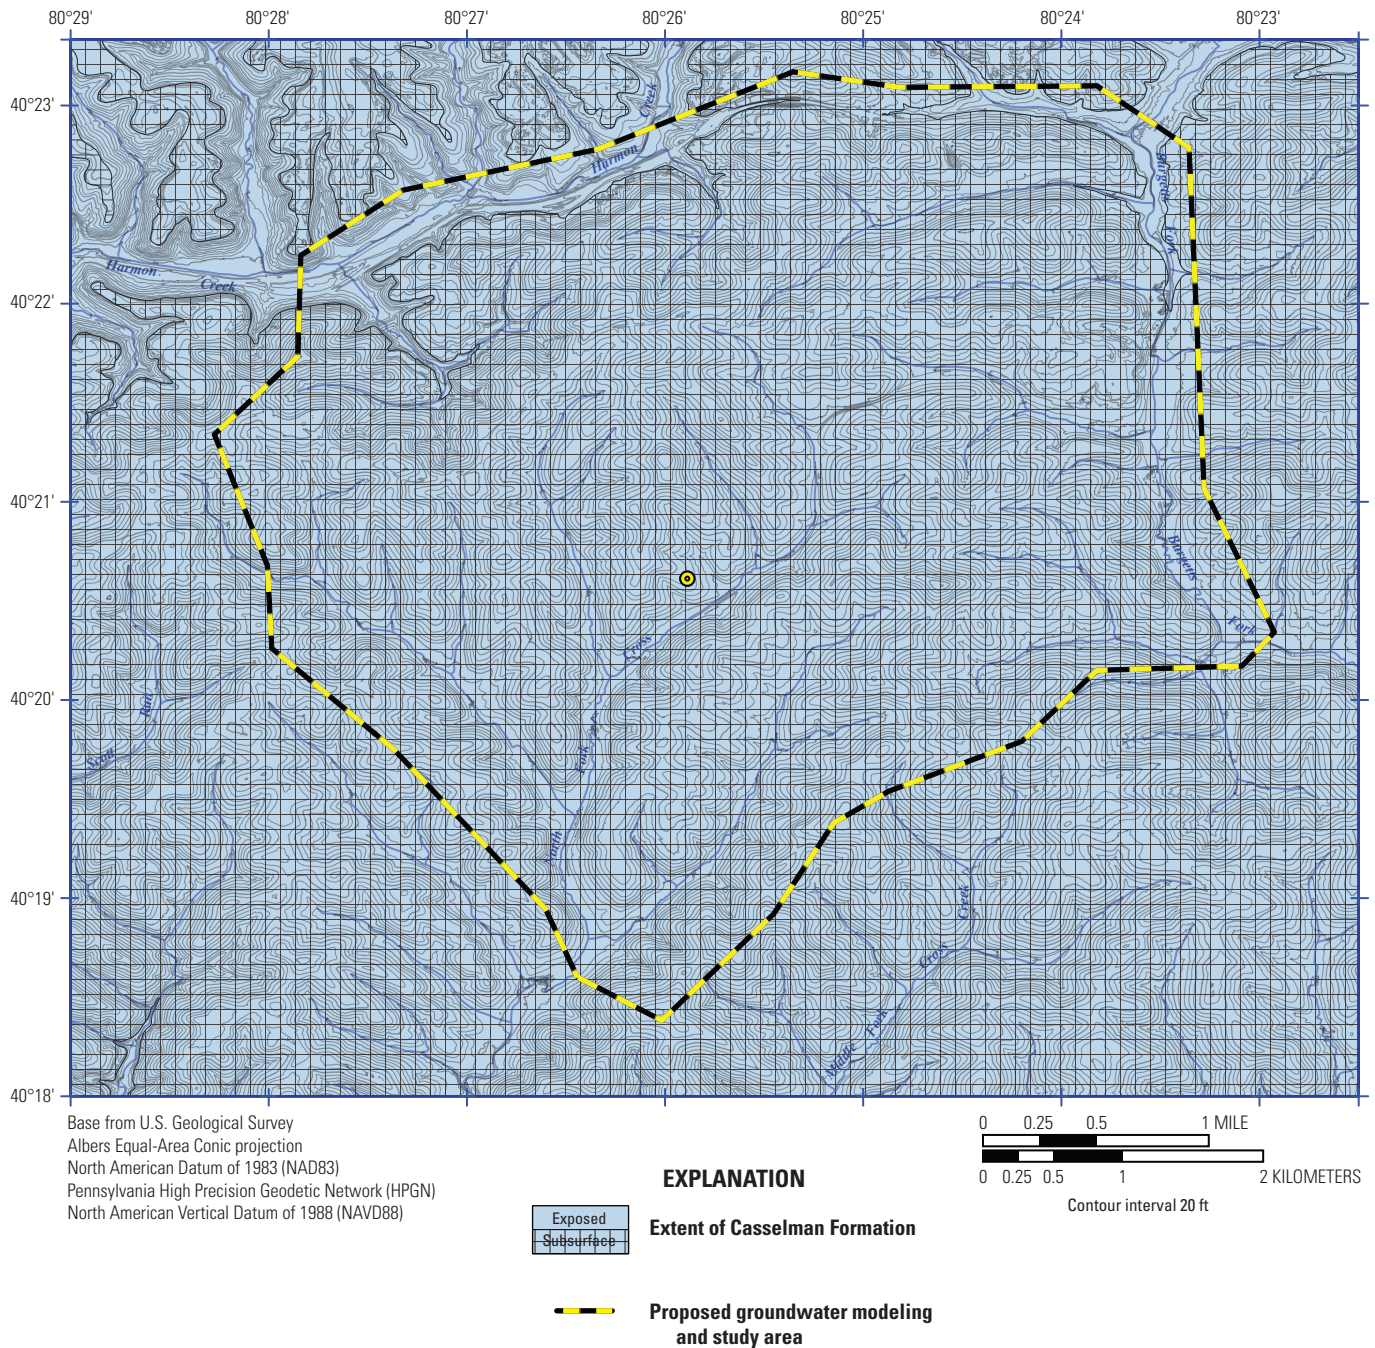 80°29' 80°28' 80°27' 80°26' 80°25' 80°24' 80°23'
40°23'
40°22'
40°21'
40°20'
40°19'
40°18'
Creek
Harmon
Burgetts
Fork
Harmon
Creek
Burgetts
Fork
Cross
Run
Scott
Fork
North
Creek
Cross
Fork
Middle
Base from U.S. Geological Survey
Albers Equal-Area Conic projection
North American Datum of 1983 (NAD83)
Pennsylvania High Precision Geodetic Network (HPGN)
North American Vertical Datum of 1988 (NAVD88)
0 0.25 0.5 1 MILE
0 0.25 0.5 1 2 KILOMETERS
Contour interval 20 ft
EXPLANATION
Exposed
Subsurface
Extent of Casselman Formation
Proposed groundwater modeling
and study area